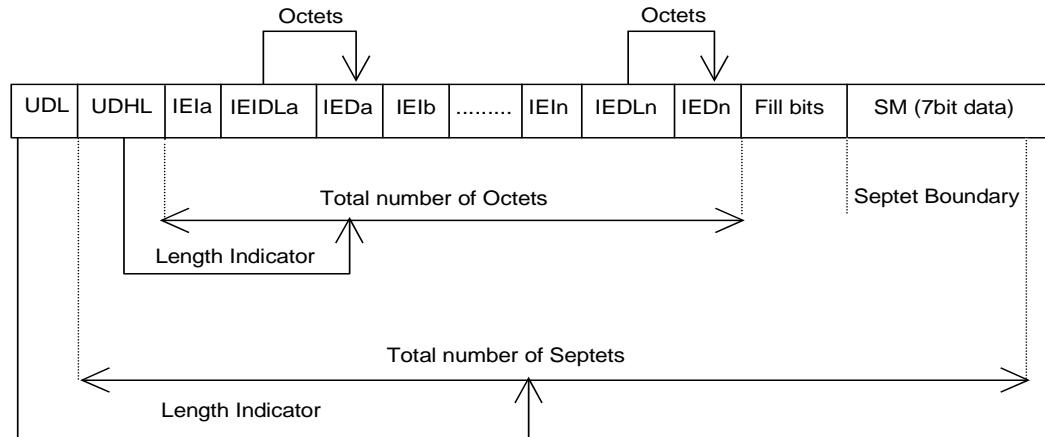 Octets Octets
UDL UDHL IEIa IEIDLa IEDa IEIb ......... IEIn IEDLn IEDn Fill bits SM (7bit data)
Total number of Octets
Septet Boundary
Length Indicator
Total number of Septets
Length Indicator